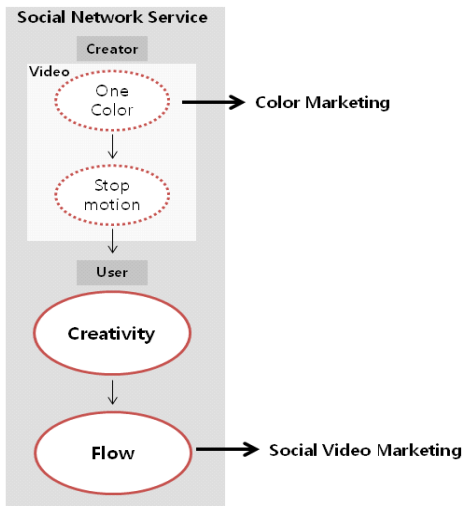 Social Network Service
Creator
Video
One
Color
Color Marketing
Stop
motion
User
Creativity
Flow
Social Video Marketing